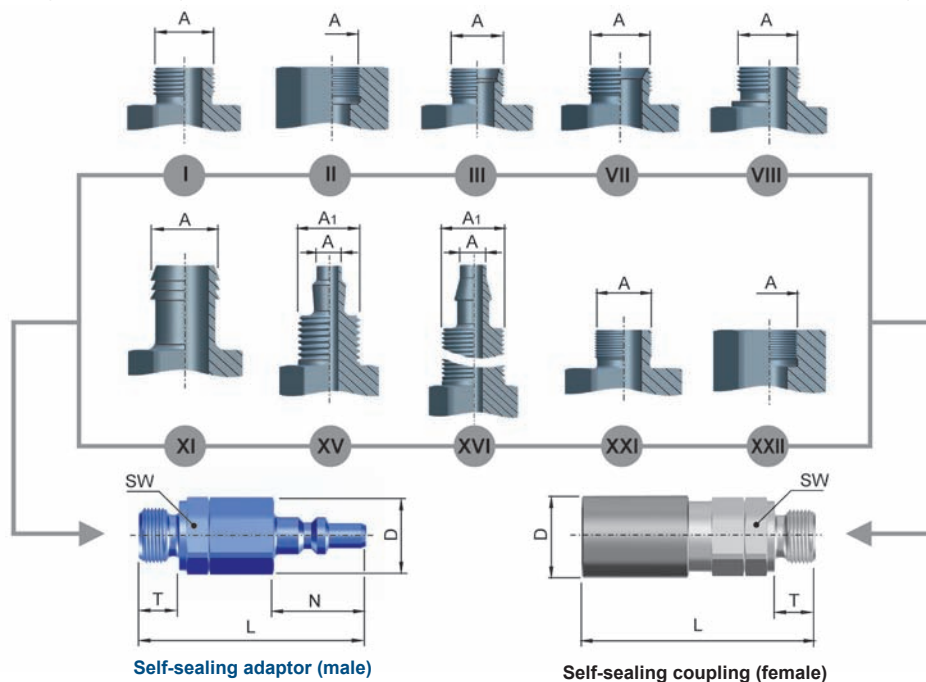 A A A A A
I II III VII VIII
A A1 A1 A A
A A
XI XV XVI XXI XXII
SW SW
D D
T N T
L L
Self-sealing adaptor (male)
Self-sealing coupling (female)